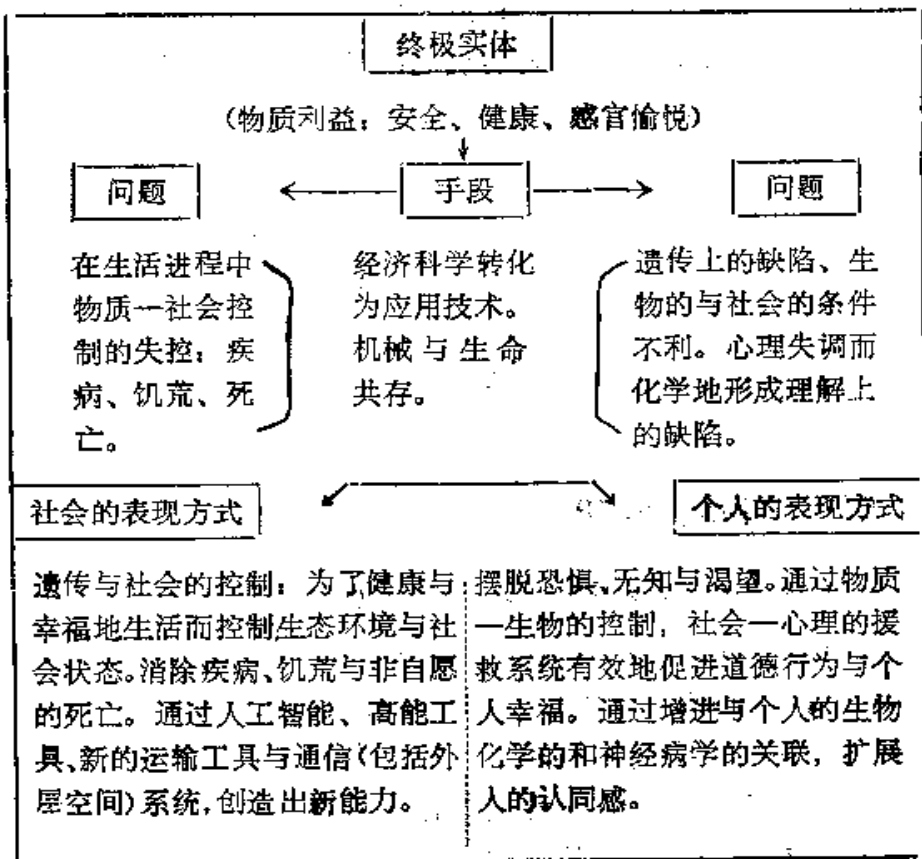 终极实体
(物质利益：安全、健康、感官愉悦)
问题
手段
问题
在生活进程中
物质—社会控
制的失控：疾
病、饥荒、死
亡。
经济科学转化
为应用技术。
机械与生命
共存。
遗传上的缺陷、生
物的与社会的条件
不利。心理失调而
化学地形成理解上
的缺陷。
社会的表现方式
个人的表现方式
遗传与社会的控制：为了健康与
幸福地生活而控制生态环境与社
会状态。消除疾病、饥荒与非自愿
的死亡。通过人工智能、高能工
具、新的运输工具与通信(包括外
层空间)系统，创造出新能力。
摆脱恐惧、无知与渴望。通过物质
—生物的控制，社会—心理的援
救系统有效地促进道德行为与个
人幸福。通过增进与个人的生物
化学的和神经病学的关联，扩展
人的认同感。